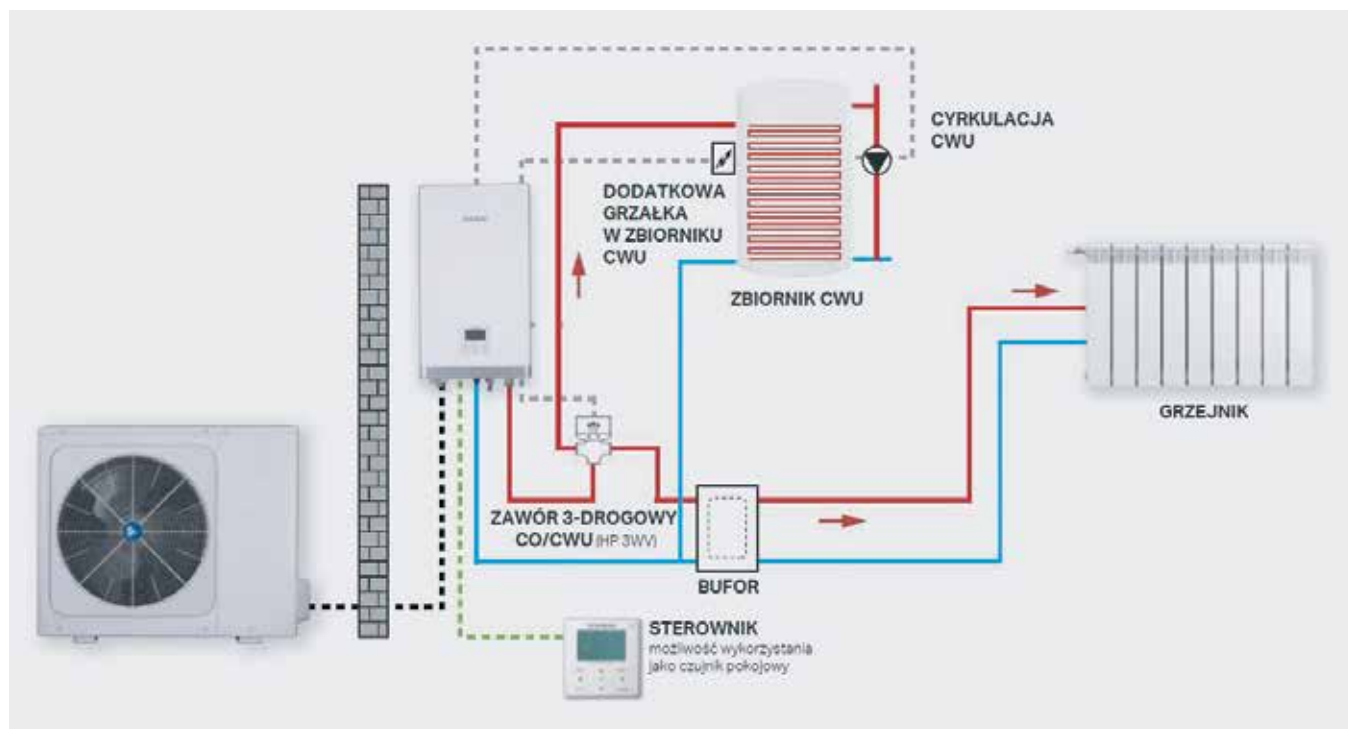 CYRKULACJA
CWU
DODATKOWA
GRZAŁKA
W ZBIORNIKU
CWU
ZBIORNIK CWU
GRZEJNIK
ZAWÓR 3-DROGOWY
CO/CWU (HP 3WV)
BUFOR
STEROWNIK
możliwość wykorzystania
jako czujnik pokojowy